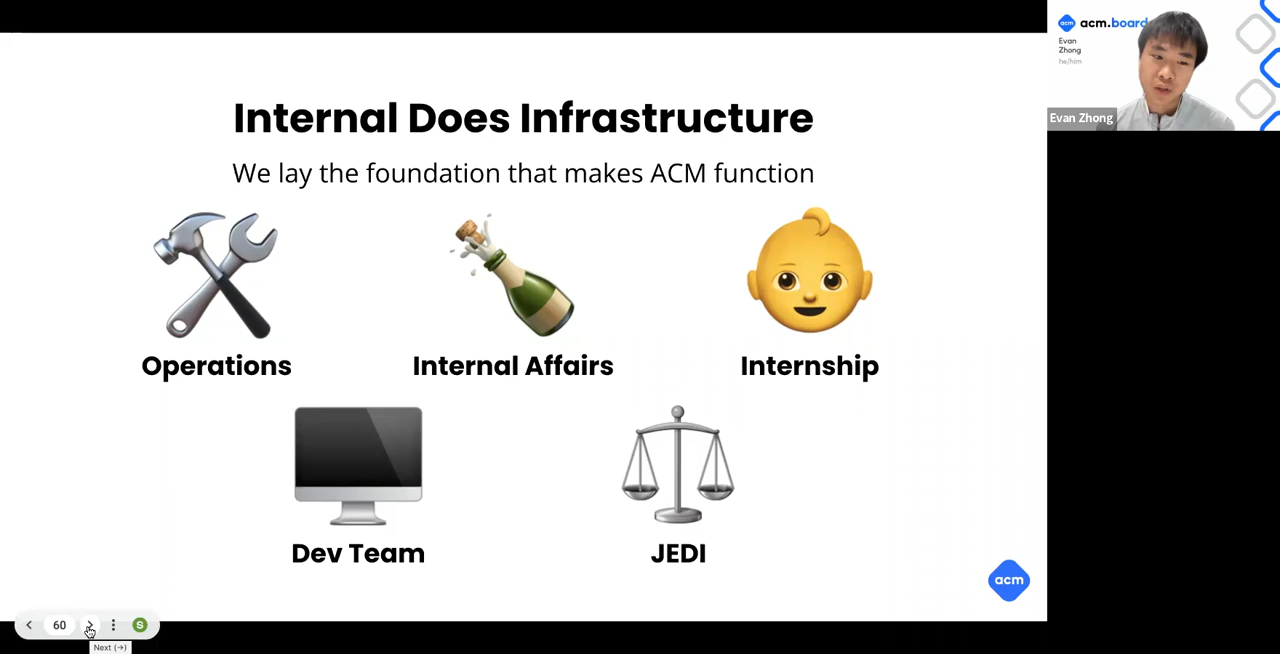 Internal Does Infrastructure
We lay the foundation that makes ACM function
Operations
Internal Affairs
Internship
Dev Team
JEDI
acm
60
S
Next (→)
acm.board
Evan
Zhong
he/him
Evan Zhong